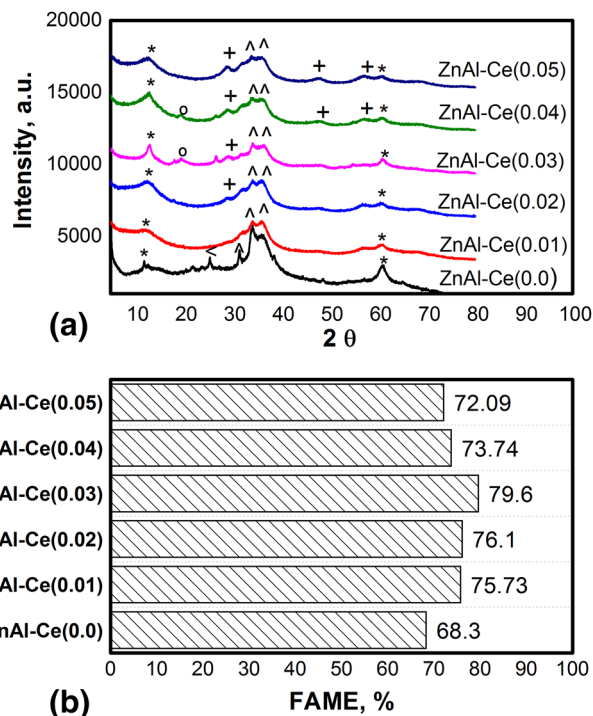 20000
15000
10000
5000
Intensity, a.u.
* + ^ ^ + + * ZnAl-Ce(0.05)
* o + ^ ^ + + * ZnAl-Ce(0.04)
* o + ^ ^ * ZnAl-Ce(0.03)
* + ^ ^ * ZnAl-Ce(0.02)
* ^ ^ * ZnAl-Ce(0.01)
* < ^ * ZnAl-Ce(0.0)
10 20 30 40 50 60 70 80 90 100
(a) 2 θ
Al-Ce(0.05) 72.09
Al-Ce(0.04) 73.74
Al-Ce(0.03) 79.6
Al-Ce(0.02) 76.1
Al-Ce(0.01) 75.73
nAl-Ce(0.0) 68.3
0 10 20 30 40 50 60 70 80 90 100
(b) FAME, %